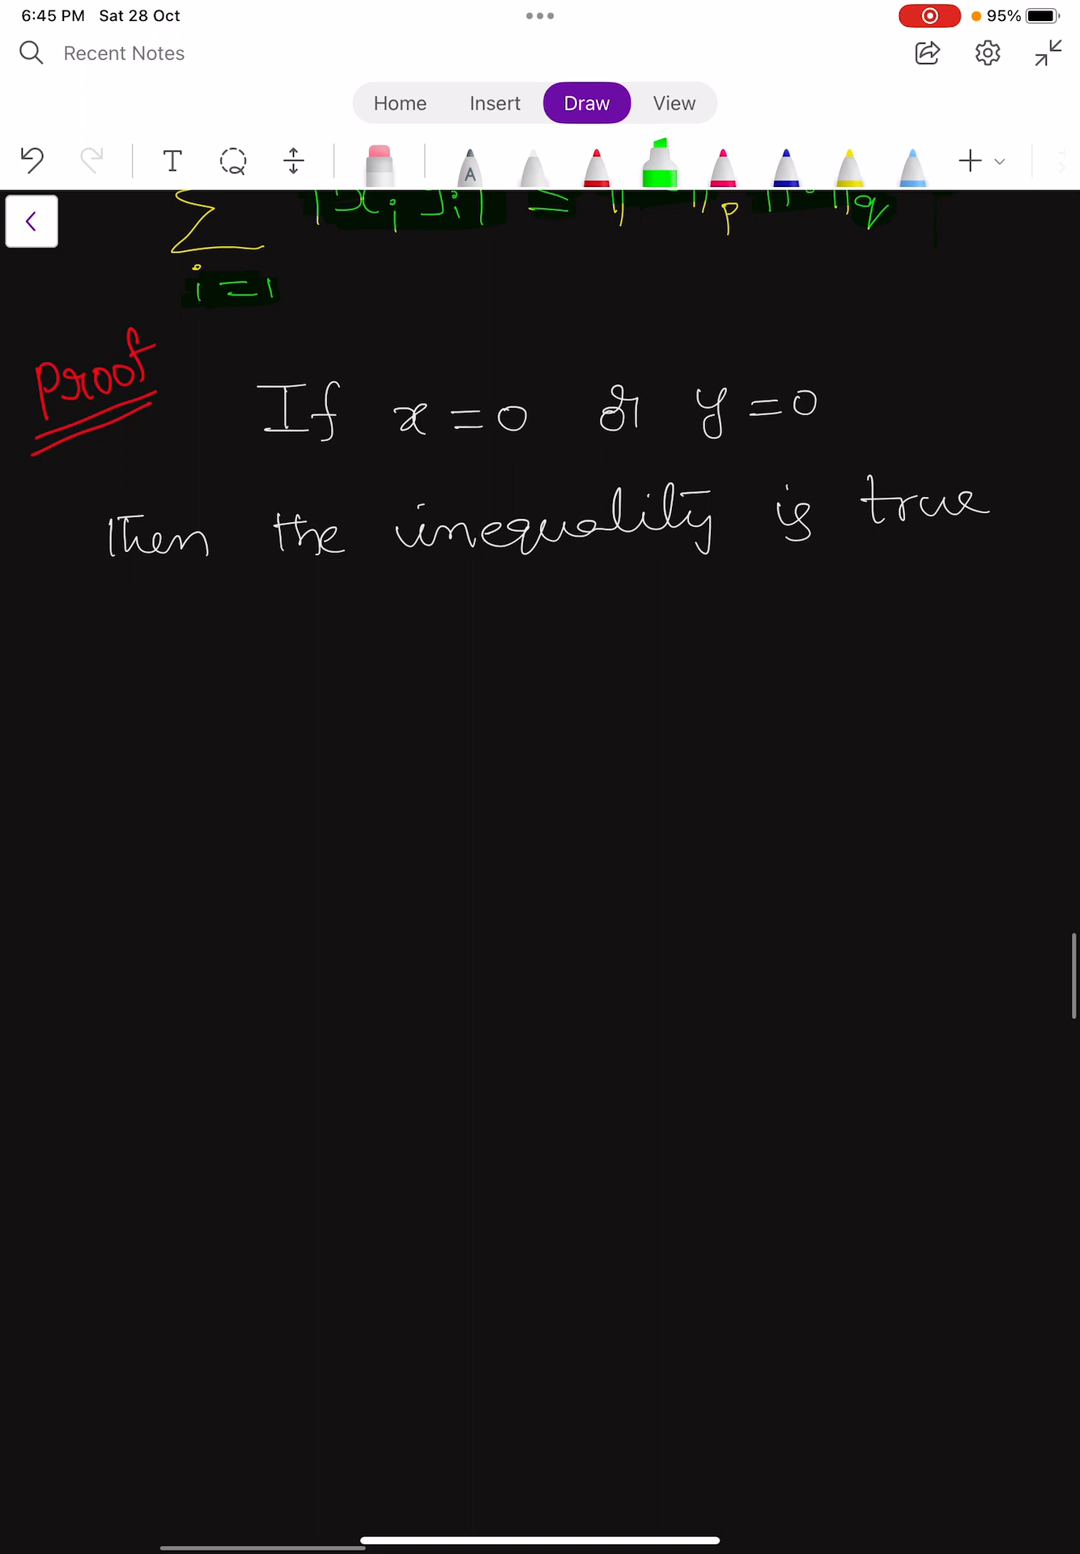 6:45 PM Sat 28 Oct
95%
Recent Notes
Home Insert Draw View
T A
i=1
p q
Proof
If x=0 or y=0
Then the inequality is true